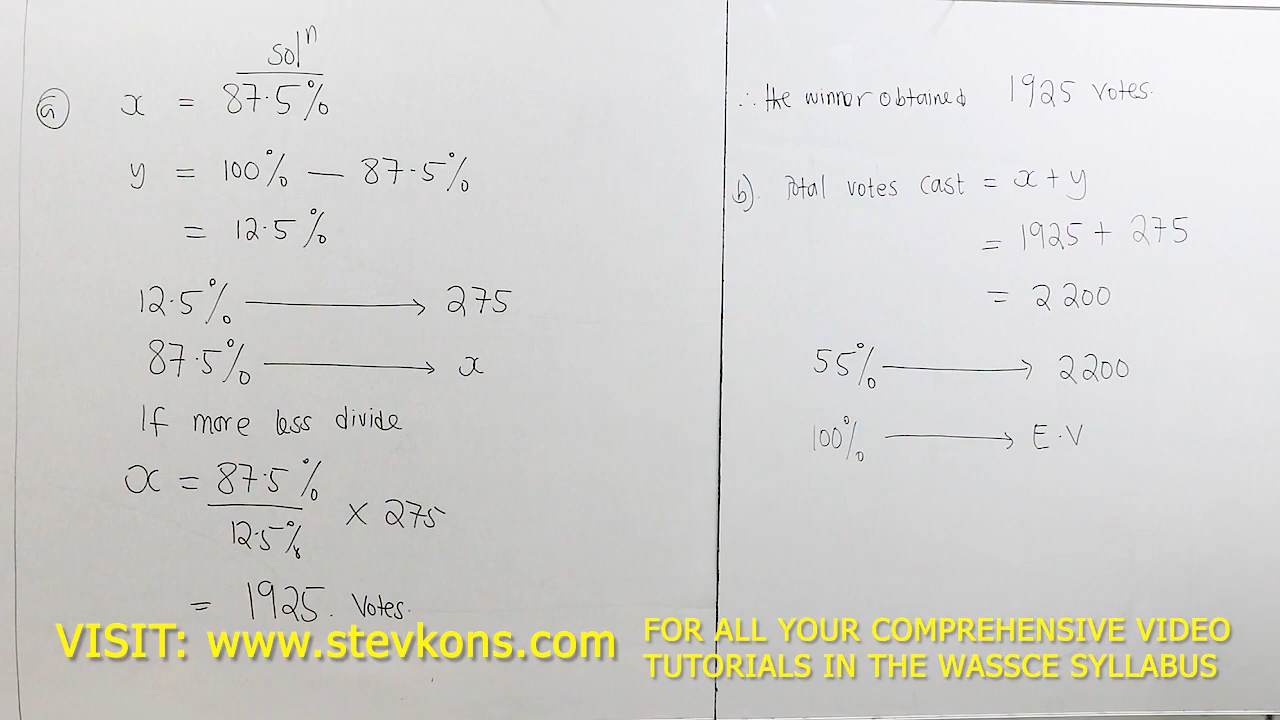 solⁿ
a) x = 87.5%
y = 100% — 87.5%
= 12.5%
12.5% → 275
87.5% → x
If more less divide
x = 87.5% / 12.5% × 275
= 1925. Votes.
∴ the winner obtained 1925 votes.
b). Total votes cast = x + y
= 1925 + 275
= 2200
55% → 2200
100% → E.V
VISIT: www.stevkons.com
FOR ALL YOUR COMPREHENSIVE VIDEO
TUTORIALS IN THE WASSCE SYLLABUS